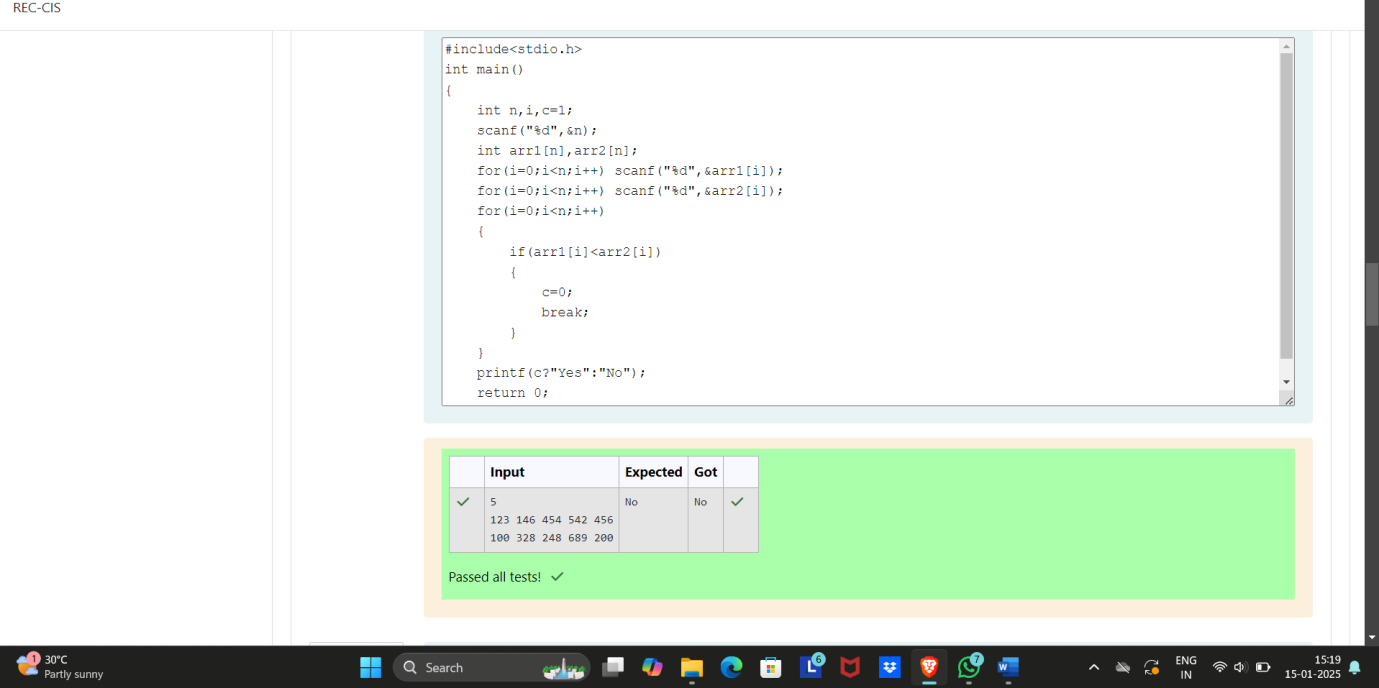 REC-CIS
#include<stdio.h>
int main()
{
    int n,i,c=1;
    scanf("%d",&n);
    int arr1[n],arr2[n];
    for(i=0;i<n;i++) scanf("%d",&arr1[i]);
    for(i=0;i<n;i++) scanf("%d",&arr2[i]);
    for(i=0;i<n;i++)
    {
        if(arr1[i]<arr2[i])
        {
            c=0;
            break;
        }
    }
    printf(c?"Yes":"No");
    return 0;
Input Expected Got
5 No No
123 146 454 542 456
100 328 248 689 200
Passed all tests!
1 30°C
Partly sunny
Search
L 6
7
W
ENG
IN
15:19
15-01-2025